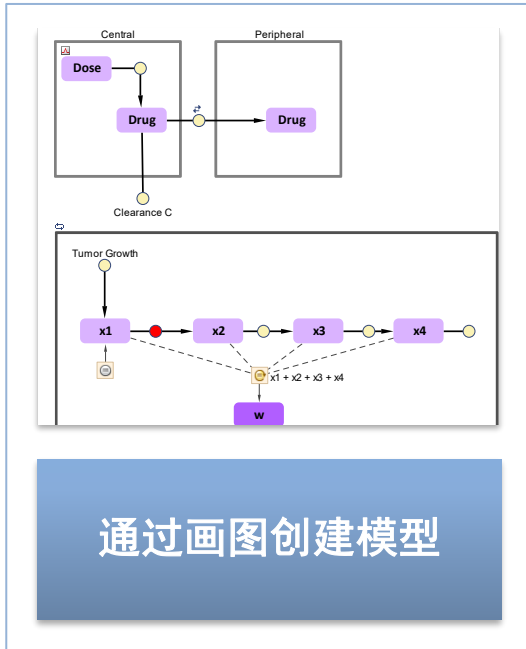 Central
Peripheral
Dose
Drug
Drug
Clearance C
Tumor Growth
x1
x2
x3
x4
x1 + x2 + x3 + x4
w
通过画图创建模型